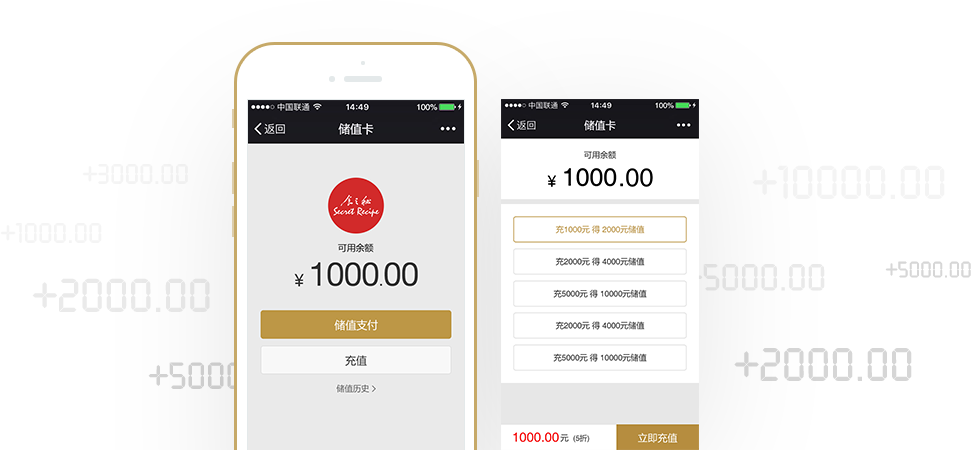 中国联通 14:49 100%
返回 储值卡
食之秘
Secret Recipe
可用余额
¥ 1000.00
储值支付
充值
储值历史
中国联通 14:49 100%
返回 储值卡
可用余额
¥ 1000.00
充1000元 得 2000元储值
充2000元 得 4000元储值
充5000元 得 10000元储值
充2000元 得 4000元储值
充5000元 得 10000元储值
1000.00元 (5折) 立即充值
+3000.00
+1000.00
+2000.00
+5000
+10000.00
5000.00
+5000.00
+2000.00